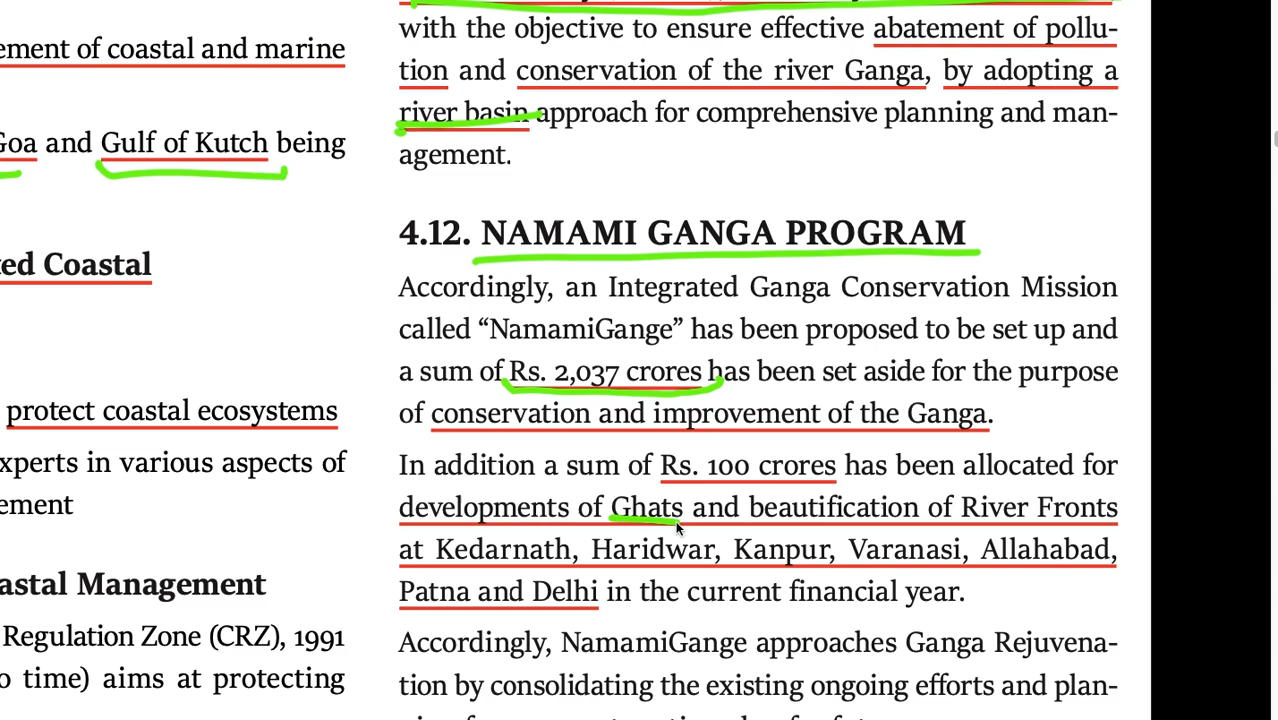 ement of coastal and marine
Goa and Gulf of Kutch being
ed Coastal
protect coastal ecosystems
xperts in various aspects of
ement
astal Management
Regulation Zone (CRZ), 1991
o time) aims at protecting
with the objective to ensure effective abatement of pollu-
tion and conservation of the river Ganga, by adopting a
river basin approach for comprehensive planning and man-
agement.
4.12. NAMAMI GANGA PROGRAM
Accordingly, an Integrated Ganga Conservation Mission
called “NamamiGange” has been proposed to be set up and
a sum of Rs. 2,037 crores has been set aside for the purpose
of conservation and improvement of the Ganga.
In addition a sum of Rs. 100 crores has been allocated for
developments of Ghats and beautification of River Fronts
at Kedarnath, Haridwar, Kanpur, Varanasi, Allahabad,
Patna and Delhi in the current financial year.
Accordingly, NamamiGange approaches Ganga Rejuvena-
tion by consolidating the existing ongoing efforts and plan-